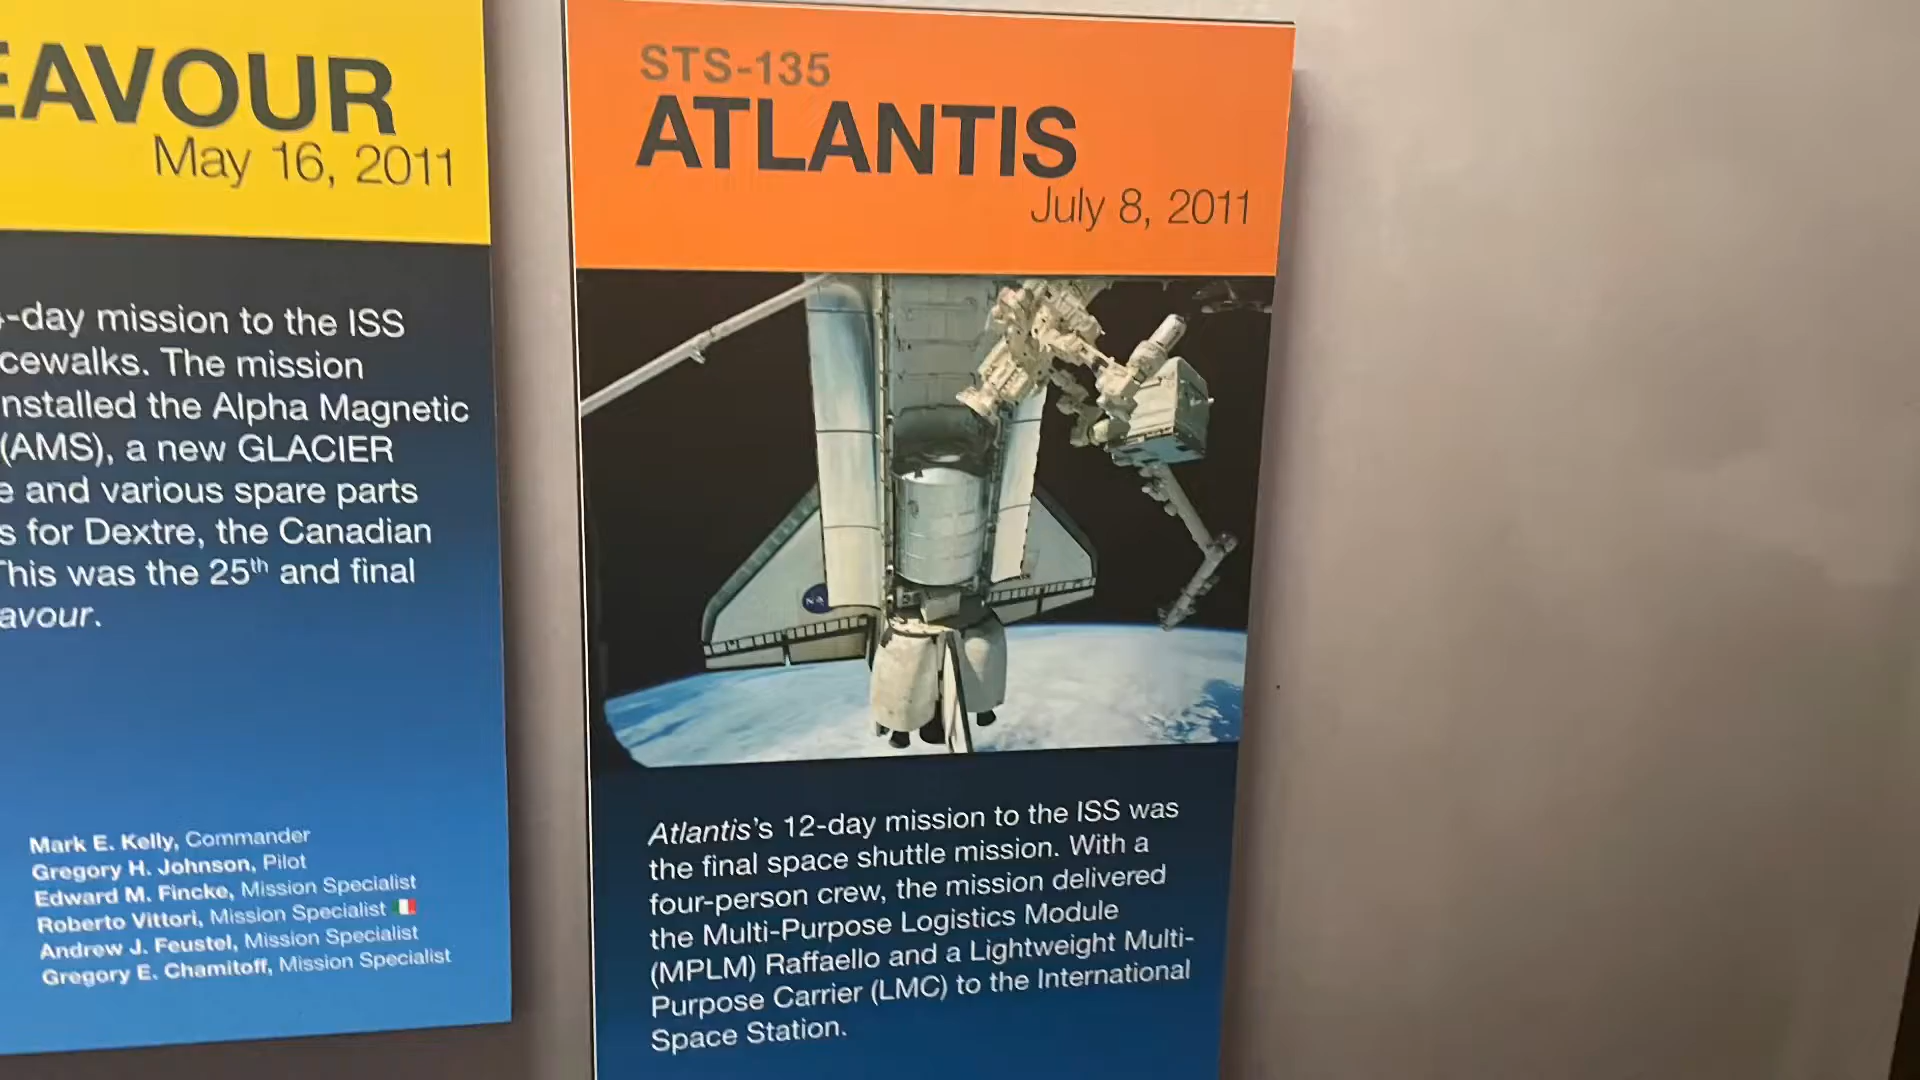 EAVOUR
May 16, 2011
-day mission to the ISS
cewalks. The mission
nstalled the Alpha Magnetic
(AMS), a new GLACIER
e and various spare parts
s for Dextre, the Canadian
This was the 25th and final
avour.
Mark E. Kelly, Commander
Gregory H. Johnson, Pilot
Edward M. Fincke, Mission Specialist
Roberto Vittori, Mission Specialist
Andrew J. Feustel, Mission Specialist
Gregory E. Chamitoff, Mission Specialist
STS-135
ATLANTIS
July 8, 2011
Atlantis's 12-day mission to the ISS was
the final space shuttle mission. With a
four-person crew, the mission delivered
the Multi-Purpose Logistics Module
(MPLM) Raffaello and a Lightweight Multi-
Purpose Carrier (LMC) to the International
Space Station.